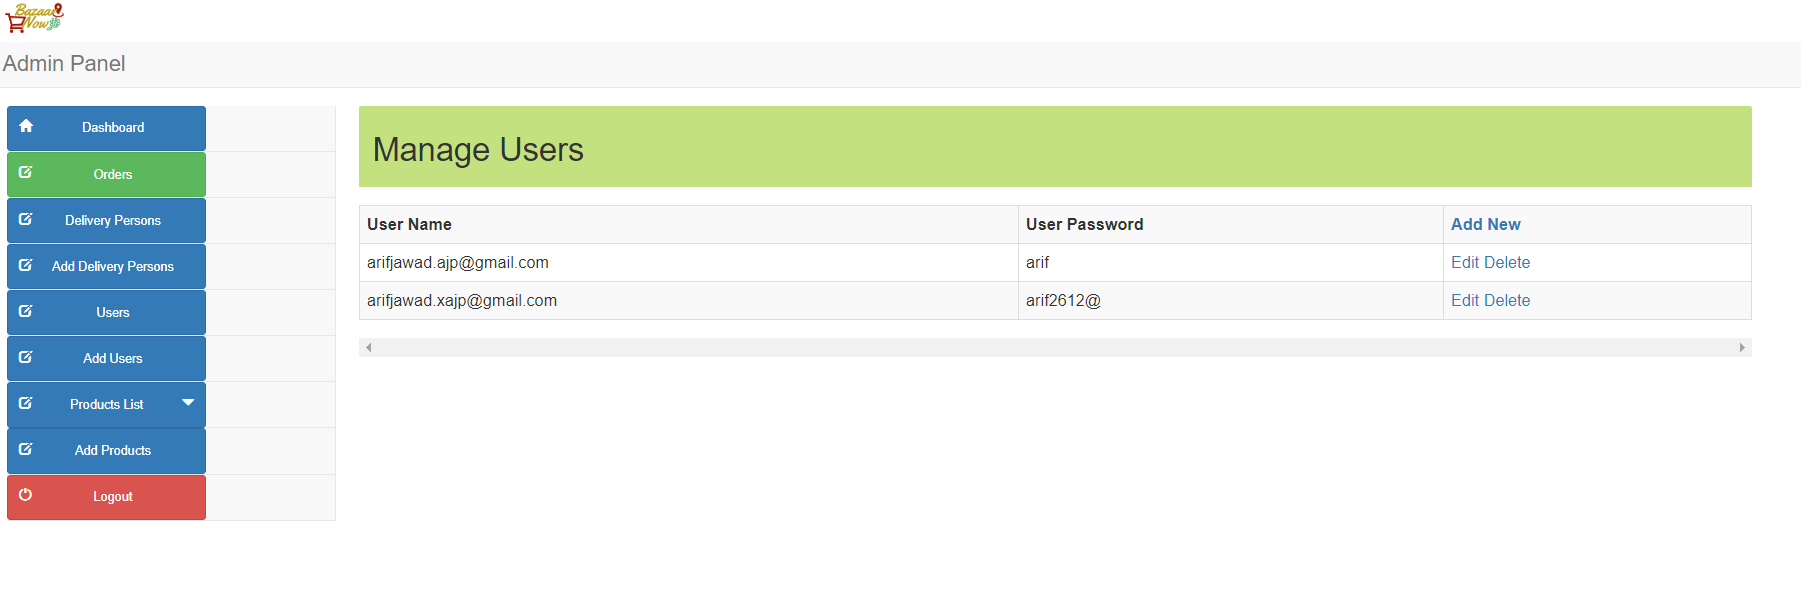 Bazaar
Now
Admin Panel
Dashboard
Orders
Delivery Persons
Add Delivery Persons
Users
Add Users
Products List
Add Products
Logout
Manage Users
User Name User Password Add New
arifjawad.ajp@gmail.com arif Edit Delete
arifjawad.xajp@gmail.com arif2612@ Edit Delete